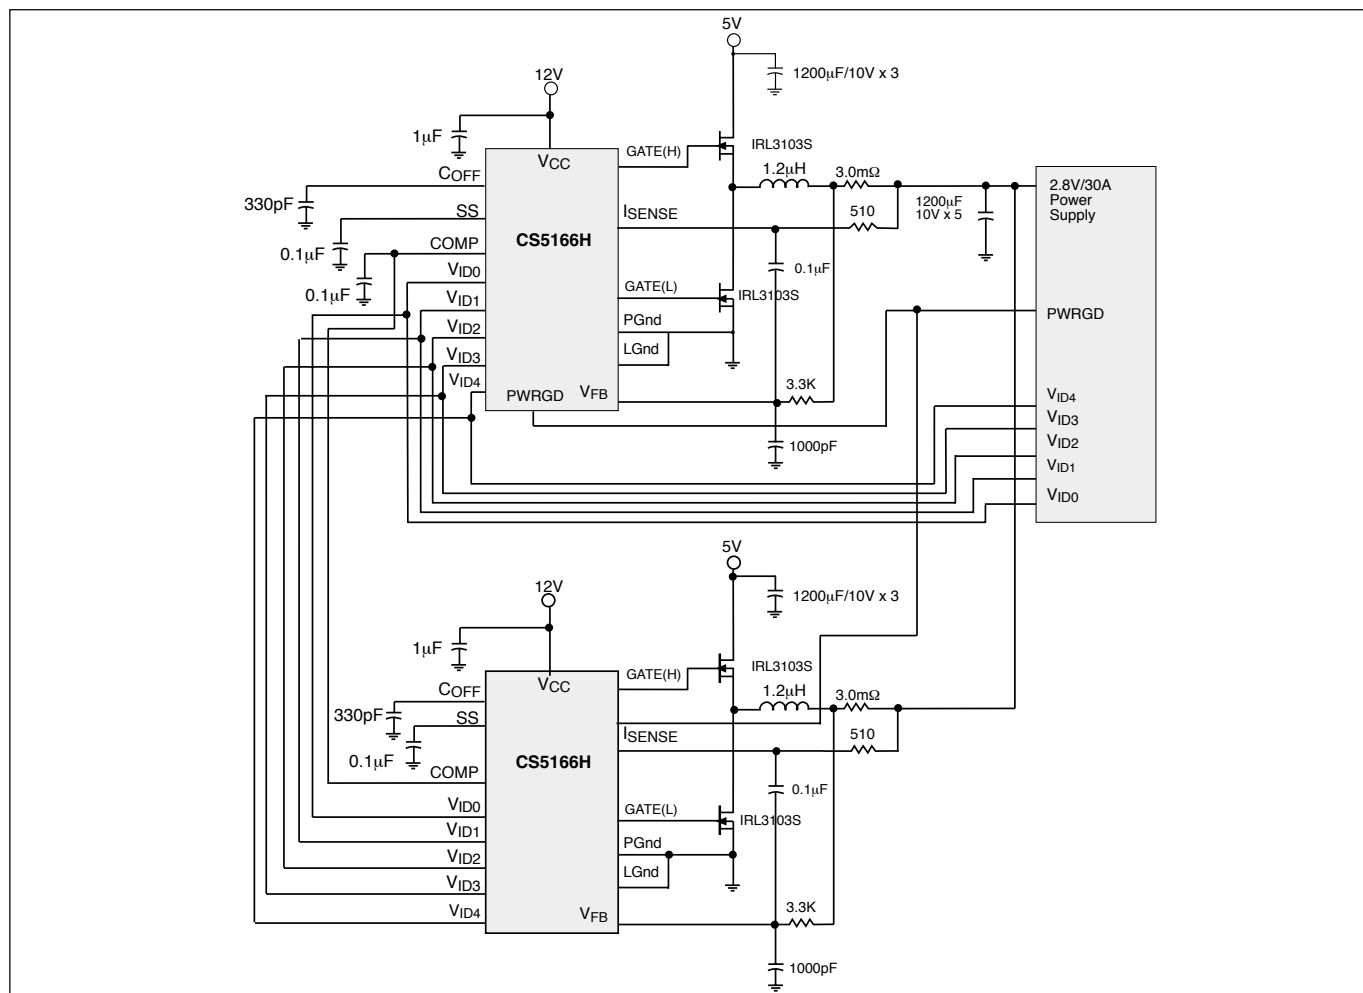 5V
1200µF/10V x 3
12V
1µF
VCC
GATE(H)
IRL3103S
COFF
330pF
1.2µH
3.0mΩ
2.8V/30A
Power
Supply
1200µF
10V x 5
SS
0.1µF
ISENSE
510
CS5166H
COMP
0.1µF
0.1µF
VID0
VID1
VID2
VID3
VID4
GATE(L)
IRL3103S
PGnd
LGnd
PWRGD
PWRGD
VFB
3.3K
1000pF
VID4
VID3
VID2
VID1
VID0
5V
1200µF/10V x 3
12V
1µF
VCC
GATE(H)
IRL3103S
COFF
330pF
1.2µH
3.0mΩ
SS
0.1µF
ISENSE
510
CS5166H
COMP
0.1µF
VID0
VID1
VID2
VID3
VID4
GATE(L)
IRL3103S
PGnd
LGnd
VFB
3.3K
1000pF